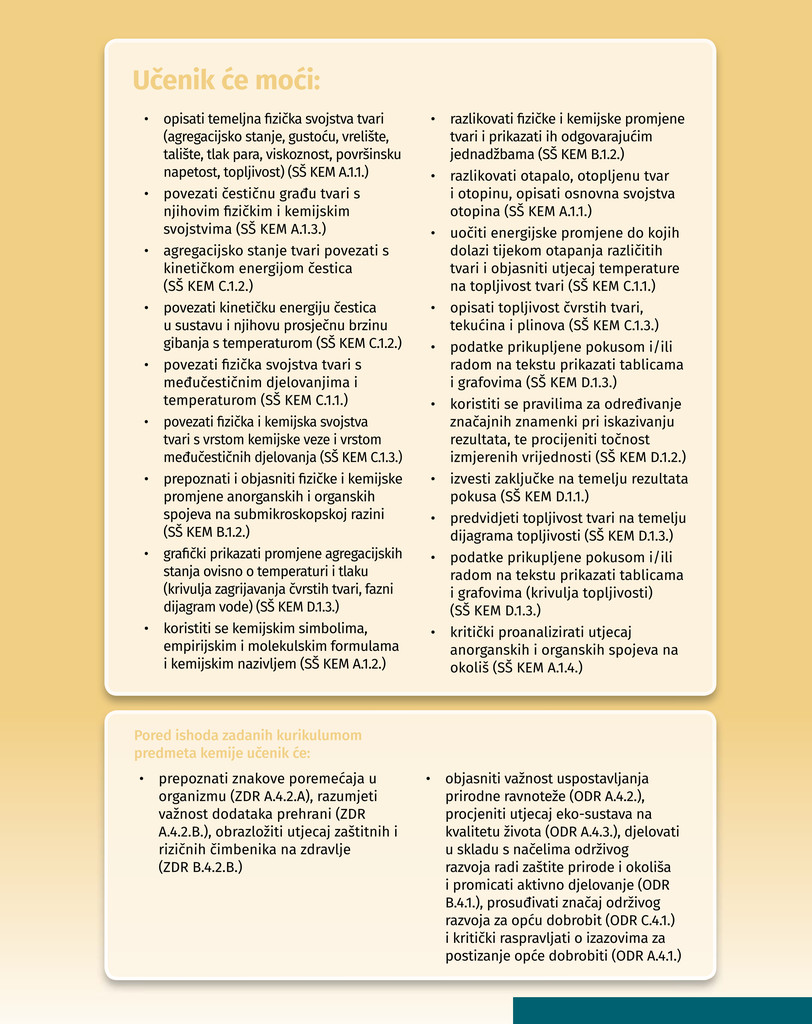 Učenik će moći:
• opisati temeljna fizička svojstva tvari
(agregacijsko stanje, gustoću, vrelište,
talište, tlak para, viskoznost, površinsku
napetost, topljivost) (SŠ KEM A.1.1.)
• povezati čestičnu građu tvari s
njihovim fizičkim i kemijskim
svojstvima (SŠ KEM A.1.3.)
• agregacijsko stanje tvari povezati s
kinetičkom energijom čestica
(SŠ KEM C.1.2.)
• povezati kinetičku energiju čestica
u sustavu i njihovu prosječnu brzinu
gibanja s temperaturom (SŠ KEM C.1.2.)
• povezati fizička svojstva tvari s
međučestičnim djelovanjima i
temperaturom (SŠ KEM C.1.1.)
• povezati fizička i kemijska svojstva
tvari s vrstom kemijske veze i vrstom
međučestičnih djelovanja (SŠ KEM C.1.3.)
• prepoznati i objasniti fizičke i kemijske
promjene anorganskih i organskih
spojeva na submikroskopskoj razini
(SŠ KEM B.1.2.)
• grafički prikazati promjene agregacijskih
stanja ovisno o temperaturi i tlaku
(krivulja zagrijavanja čvrstih tvari, fazni
dijagram vode) (SŠ KEM D.1.3.)
• koristiti se kemijskim simbolima,
empirijskim i molekulskim formulama
i kemijskim nazivljem (SŠ KEM A.1.2.)
• razlikovati fizičke i kemijske promjene
tvari i prikazati ih odgovarajućim
jednadžbama (SŠ KEM B.1.2.)
• razlikovati otapalo, otopljenu tvar
i otopinu, opisati osnovna svojstva
otopina (SŠ KEM A.1.1.)
• uočiti energijske promjene do kojih
dolazi tijekom otapanja različitih
tvari i objasniti utjecaj temperature
na topljivost tvari (SŠ KEM C.1.1.)
• opisati topljivost čvrstih tvari,
tekućina i plinova (SŠ KEM C.1.3.)
• podatke prikupljene pokusom i/ili
radom na tekstu prikazati tablicama
i grafovima (SŠ KEM D.1.3.)
• koristiti se pravilima za određivanje
značajnih znamenki pri iskazivanju
rezultata, te procijeniti točnost
izmjerenih vrijednosti (SŠ KEM D.1.2.)
• izvesti zaključke na temelju rezultata
pokusa (SŠ KEM D.1.1.)
• predvidjeti topljivost tvari na temelju
dijagrama topljivosti (SŠ KEM D.1.3.)
• podatke prikupljene pokusom i/ili
radom na tekstu prikazati tablicama
i grafovima (krivulja topljivosti)
(SŠ KEM D.1.3.)
• kritički proanalizirati utjecaj
anorganskih i organskih spojeva na
okoliš (SŠ KEM A.1.4.)
Pored ishoda zadanih kurikulumom
predmeta kemije učenik će:
• prepoznati znakove poremećaja u
organizmu (ZDR A.4.2.A), razumjeti
važnost dodataka prehrani (ZDR
A.4.2.B.), obrazložiti utjecaj zaštitnih i
rizičnih čimbenika na zdravlje
(ZDR B.4.2.B.)
• objasniti važnost uspostavljanja
prirodne ravnoteže (ODR A.4.2.),
procjeniti utjecaj eko-sustava na
kvalitetu života (ODR A.4.3.), djelovati
u skladu s načelima održivog
razvoja radi zaštite prirode i okoliša
i promicati aktivno djelovanje (ODR
B.4.1.), prosuđivati značaj održivog
razvoja za opću dobrobit (ODR C.4.1.)
i kritički raspravljati o izazovima za
postizanje opće dobrobiti (ODR A.4.1.)